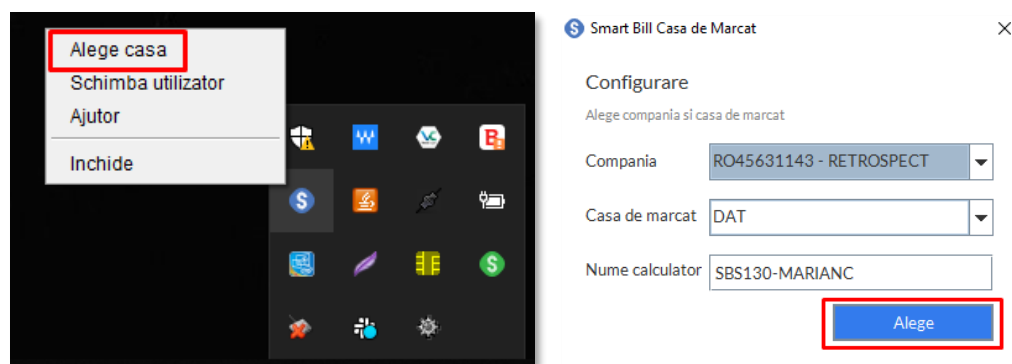 Alege casa
Schimba utilizator
Ajutor
Inchide
Smart Bill Casa de Marcat
Configurare
Alege compania si casa de marcat
Compania RO45631143 - RETROSPECT
Casa de marcat DAT
Nume calculator SBS130-MARIANC
Alege